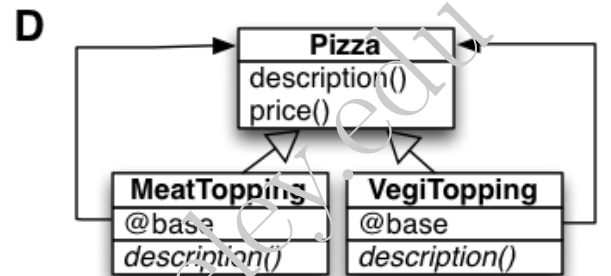 D
Pizza
description()
price()
MeatTopping
@base
description()
VegiTopping
@base
description()